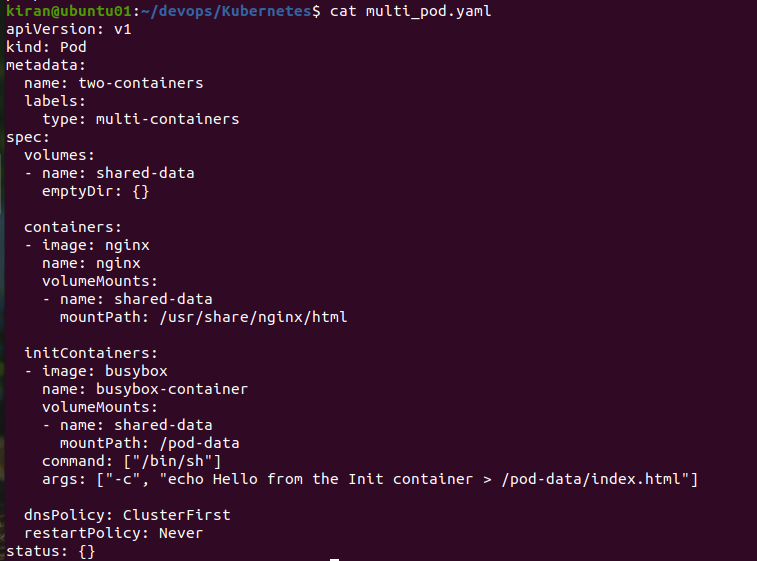 kiran@ubuntu01:~/devops/Kubernetes$ cat multi_pod.yaml
apiVersion: v1
kind: Pod
metadata:
  name: two-containers
  labels:
    type: multi-containers
spec:
  volumes:
  - name: shared-data
    emptyDir: {}

  containers:
  - image: nginx
    name: nginx
    volumeMounts:
    - name: shared-data
      mountPath: /usr/share/nginx/html

  initContainers:
  - image: busybox
    name: busybox-container
    volumeMounts:
    - name: shared-data
      mountPath: /pod-data
    command: ["/bin/sh"]
    args: ["-c", "echo Hello from the Init container > /pod-data/index.html"]

  dnsPolicy: ClusterFirst
  restartPolicy: Never
status: {}